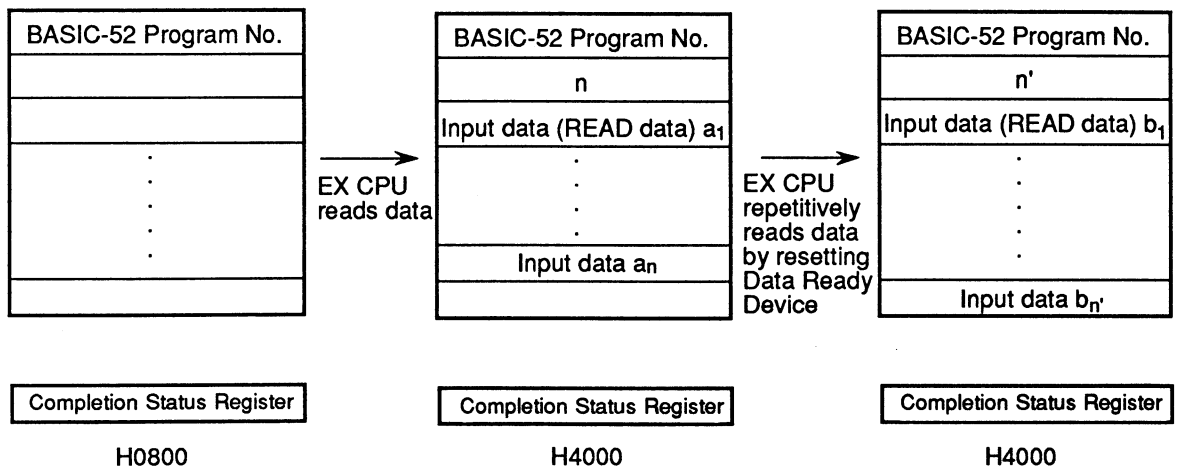 BASIC-52 Program No.
.
.
.
.
.
Completion Status Register
H0800
EX CPU
reads data
BASIC-52 Program No.
n
Input data (READ data) a1
.
.
.
.
Input data an
Completion Status Register
H4000
EX CPU
repetitively
reads data
by resetting
Data Ready
Device
BASIC-52 Program No.
n'
Input data (READ data) b1
.
.
.
.
.
Input data bn'
Completion Status Register
H4000